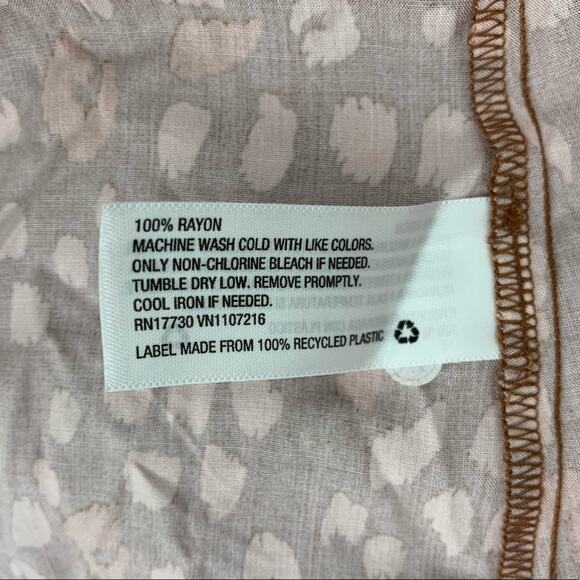 100% RAYON
MACHINE WASH COLD WITH LIKE COLORS.
ONLY NON-CHLORINE BLEACH IF NEEDED.
TUMBLE DRY LOW. REMOVE PROMPTLY.
COOL IRON IF NEEDED.
RN17730 VN1107216
LABEL MADE FROM 100% RECYCLED PLASTIC